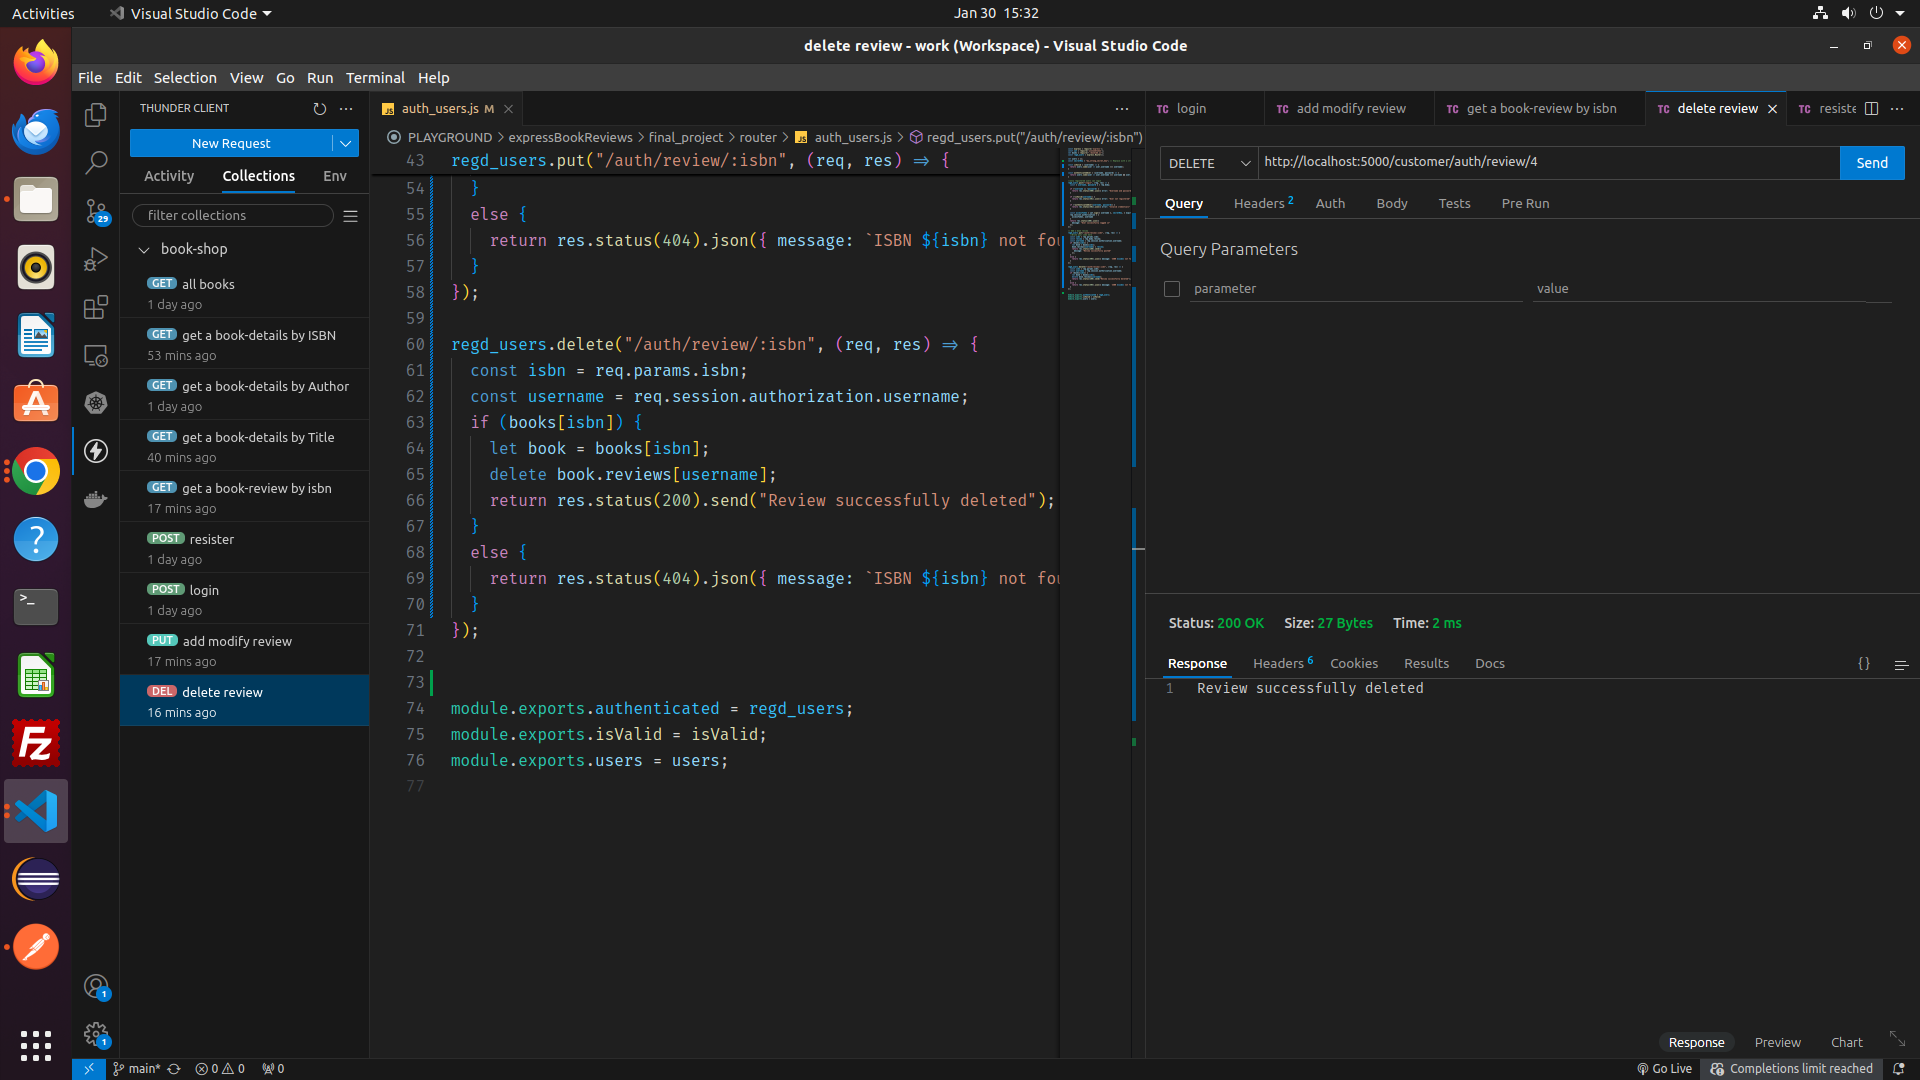 Activities
Visual Studio Code
Jan 30 15:32
delete review - work (Workspace) - Visual Studio Code
File Edit Selection View Go Run Terminal Help
THUNDER CLIENT
New Request
Activity Collections Env
filter collections
book-shop
GET all books
1 day ago
GET get a book-details by ISBN
53 mins ago
GET get a book-details by Author
1 day ago
GET get a book-details by Title
40 mins ago
GET get a book-review by isbn
17 mins ago
POST resister
1 day ago
POST login
1 day ago
PUT add modify review
17 mins ago
DEL delete review
16 mins ago
29
1
1
JS auth_users.js M
PLAYGROUND > expressBookReviews > final_project > router > JS auth_users.js > regd_users.put("/auth/review/:isbn")
43 regd_users.put("/auth/review/:isbn", (req, res) => {
54 }
55 else {
56 return res.status(404).json({ message: `ISBN ${isbn} not fou
57 }
58 });
59
60 regd_users.delete("/auth/review/:isbn", (req, res) => {
61 const isbn = req.params.isbn;
62 const username = req.session.authorization.username;
63 if (books[isbn]) {
64 let book = books[isbn];
65 delete book.reviews[username];
66 return res.status(200).send("Review successfully deleted");
67 }
68 else {
69 return res.status(404).json({ message: `ISBN ${isbn} not fou
70 }
71 });
72
73
74 module.exports.authenticated = regd_users;
75 module.exports.isValid = isValid;
76 module.exports.users = users;
77
TC login
TC add modify review
TC get a book-review by isbn
TC delete review
TC resiste
DELETE
http://localhost:5000/customer/auth/review/4
Send
Query Headers 2 Auth Body Tests Pre Run
Query Parameters
parameter value
Status: 200 OK Size: 27 Bytes Time: 2 ms
Response Headers 6 Cookies Results Docs {}
1 Review successfully deleted
Response Preview Chart
main* 0 0 0
Go Live Completions limit reached